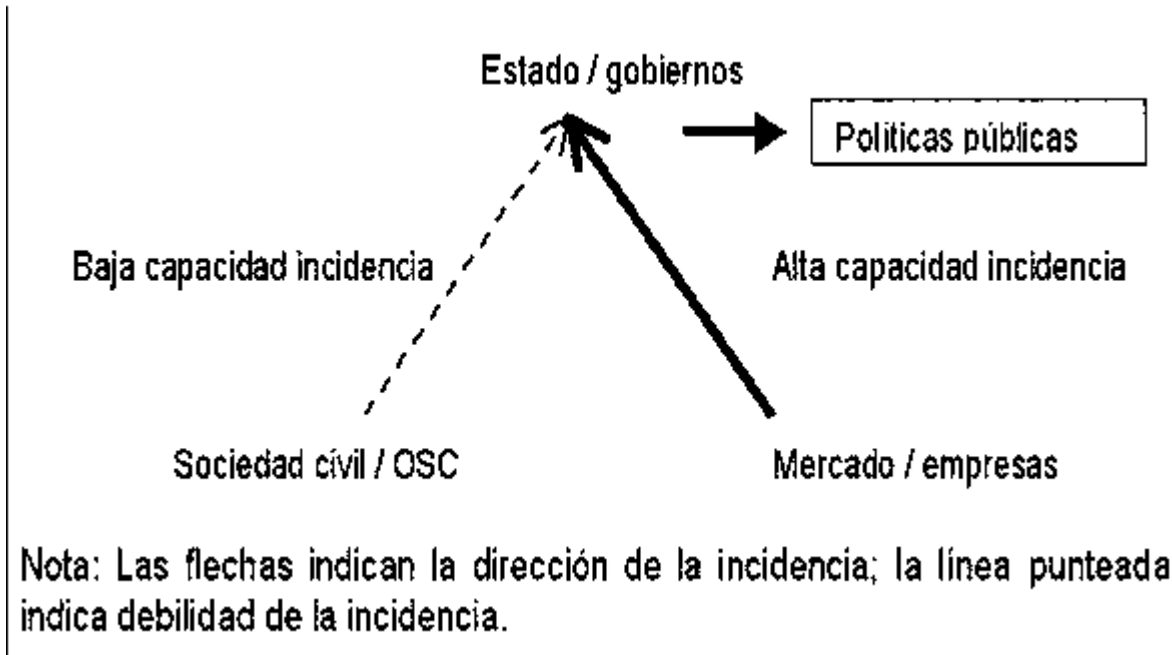 Estado / gobiernos
Políticas públicas
Baja capacidad incidencia
Alta capacidad incidencia
Sociedad civil / OSC
Mercado / empresas
Nota: Las flechas indican la dirección de la incidencia; la línea punteada
indica debilidad de la incidencia.